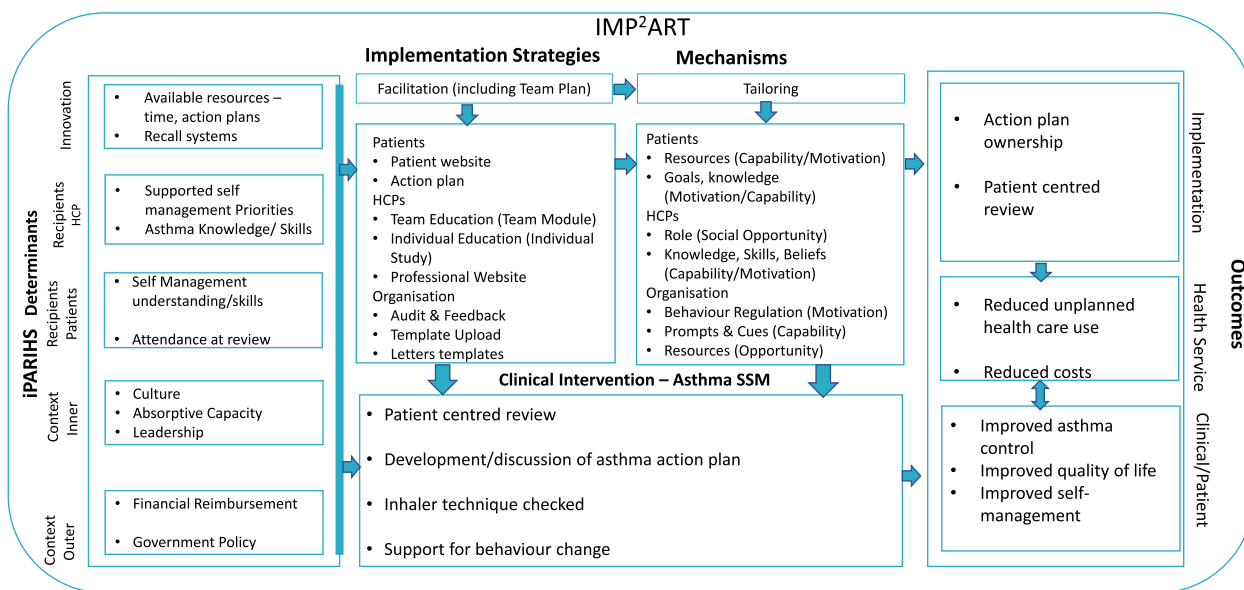 IMP²ART
Implementation Strategies
Mechanisms
iPARIHS Determinants
Innovation
• Available resources –
time, action plans
• Recall systems
Recipients
HCP
• Supported self
management Priorities
• Asthma Knowledge/ Skills
Recipients
Patients
• Self Management
understanding/skills
• Attendance at review
Context
Inner
• Culture
• Absorptive Capacity
• Leadership
Context
Outer
• Financial Reimbursement
• Government Policy
Facilitation (including Team Plan)
Patients
• Patient website
• Action plan
HCPs
• Team Education (Team Module)
• Individual Education (Individual
Study)
• Professional Website
Organisation
• Audit & Feedback
• Template Upload
• Letters templates
Tailoring
Patients
• Resources (Capability/Motivation)
• Goals, knowledge
(Motivation/Capability)
HCPs
• Role (Social Opportunity)
• Knowledge, Skills, Beliefs
(Capability/Motivation)
Organisation
• Behaviour Regulation (Motivation)
• Prompts & Cues (Capability)
• Resources (Opportunity)
Clinical Intervention – Asthma SSM
• Patient centred review
• Development/discussion of asthma action plan
• Inhaler technique checked
• Support for behaviour change
Outcomes
Implementation
• Action plan
ownership
• Patient centred
review
Health Service
• Reduced unplanned
health care use
• Reduced costs
Clinical/Patient
• Improved asthma
control
• Improved quality of life
• Improved self-
management